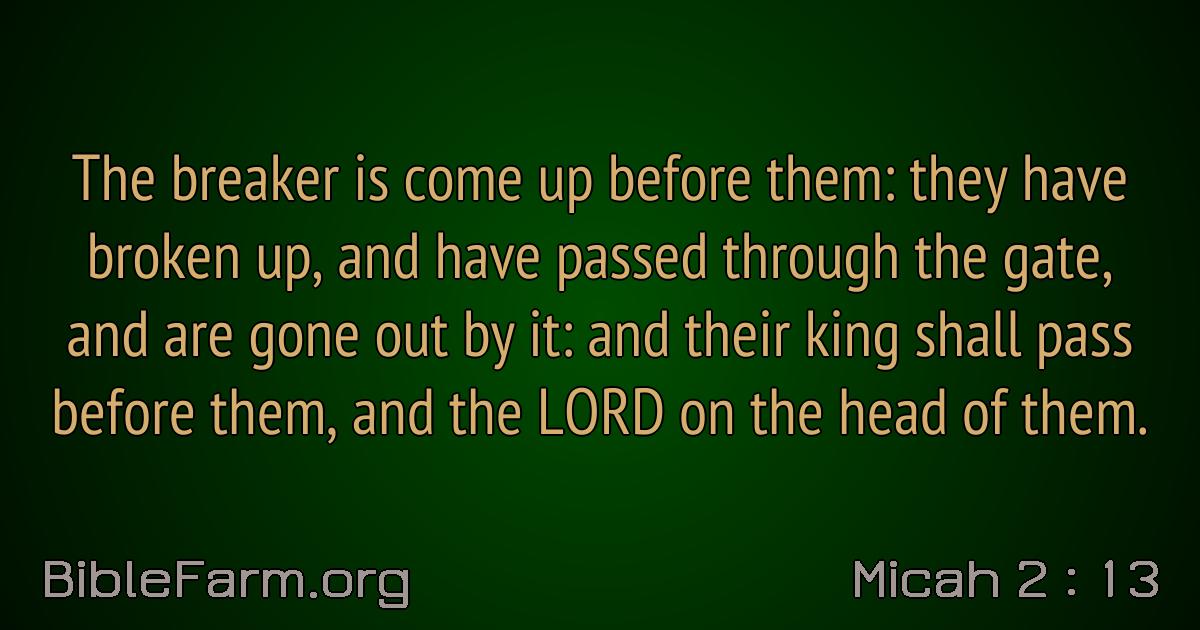 The breaker is come up before them: they have
broken up, and have passed through the gate,
and are gone out by it: and their king shall pass
before them, and the LORD on the head of them.
BibleFarm.org
Micah 2 : 13